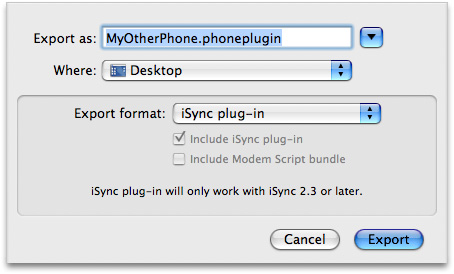 Export as: MyOtherPhone.phoneplugin
Where: Desktop
Export format: iSync plug-in
Include iSync plug-in
Include Modem Script bundle
iSync plug-in will only work with iSync 2.3 or later.
Cancel Export